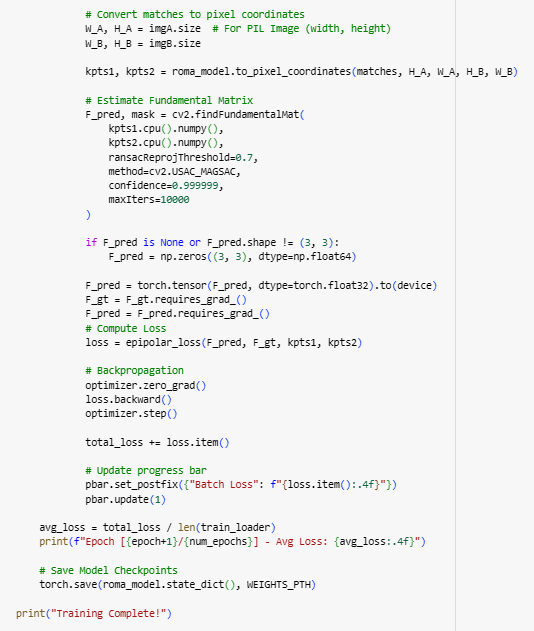 # Convert matches to pixel coordinates
W_A, H_A = imgA.size  # For PIL Image (width, height)
W_B, H_B = imgB.size
kpts1, kpts2 = roma_model.to_pixel_coordinates(matches, H_A, W_A, H_B, W_B)
# Estimate Fundamental Matrix
F_pred, mask = cv2.findFundamentalMat(
kpts1.cpu().numpy(),
kpts2.cpu().numpy(),
ransacReprojThreshold=0.7,
method=cv2.USAC_MAGSAC,
confidence=0.999999,
maxIters=10000
)
if F_pred is None or F_pred.shape != (3, 3):
F_pred = np.zeros((3, 3), dtype=np.float64)
F_pred = torch.tensor(F_pred, dtype=torch.float32).to(device)
F_gt = F_gt.requires_grad_()
F_pred = F_pred.requires_grad_()
# Compute Loss
loss = epipolar_loss(F_pred, F_gt, kpts1, kpts2)
# Backpropagation
optimizer.zero_grad()
loss.backward()
optimizer.step()
total_loss += loss.item()
# Update progress bar
pbar.set_postfix({"Batch Loss": f"{loss.item():.4f}"})
pbar.update(1)
avg_loss = total_loss / len(train_loader)
print(f"Epoch [{epoch+1}/{num_epochs}] - Avg Loss: {avg_loss:.4f}")
# Save Model Checkpoints
torch.save(roma_model.state_dict(), WEIGHTS_PTH)
print("Training Complete!")